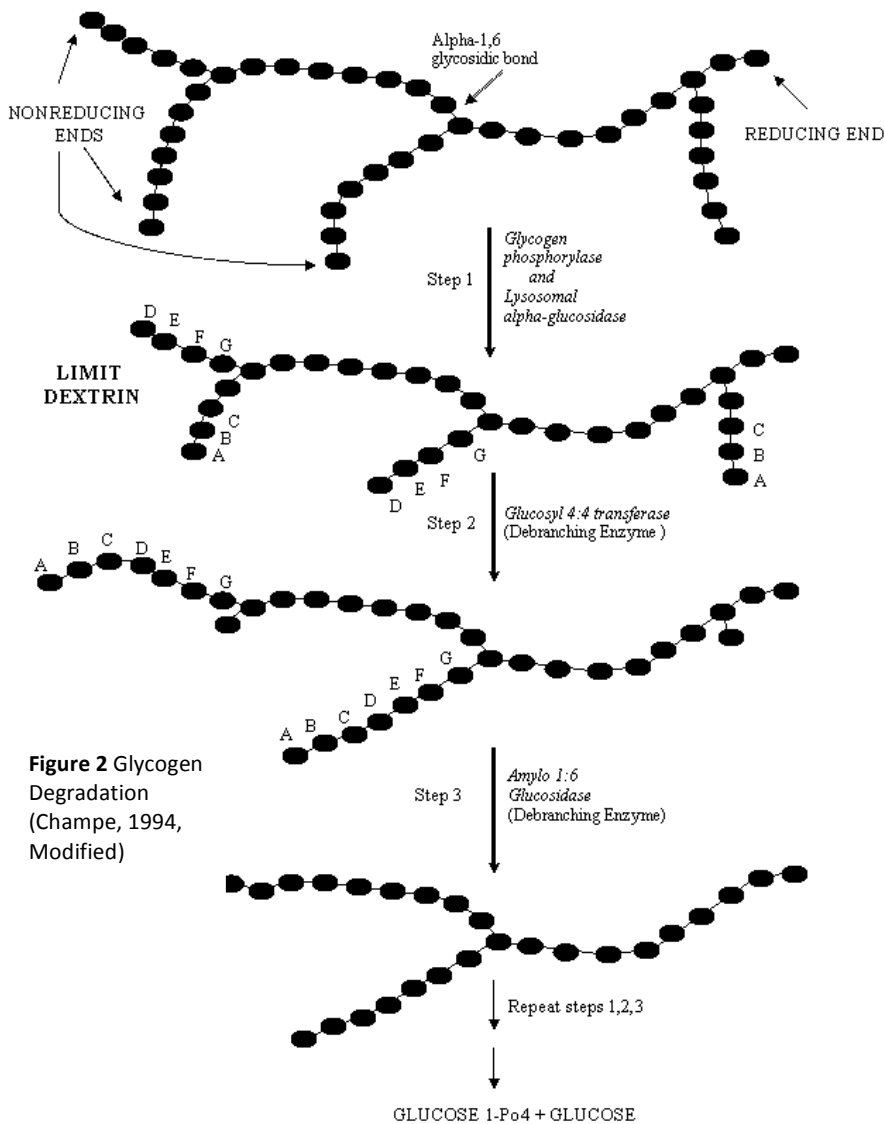 Alpha-1,6
glycosidic bond
NONREDUCING
ENDS
REDUCING END
Step 1
Glycogen
phosphorylase
and
Lysosomal
alpha-glucosidase
D
E
F
G
LIMIT
DEXTRIN
C
B
A
G
F
E
D
C
B
A
Step 2
Glucosyl 4:4 transferase
(Debranching Enzyme )
A
B
C
D
E
F
G
G
F
E
D
C
B
A
Figure 2 Glycogen
Degradation
(Champe, 1994,
Modified)
Step 3
Amylo 1:6
Glucosidase
(Debranching Enzyme)
Repeat steps 1,2,3
GLUCOSE 1-Po4 + GLUCOSE